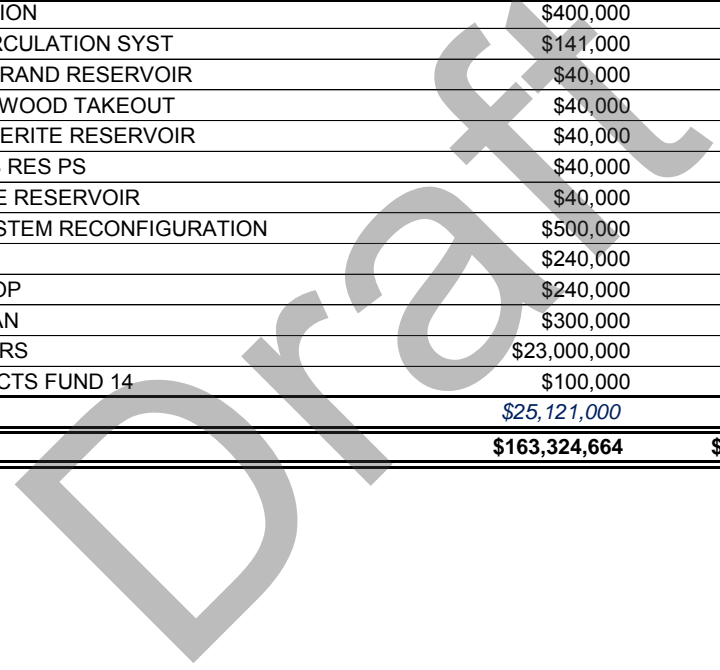 ION $400,000
RCULATION SYST $141,000
RAND RESERVOIR $40,000
WOOD TAKEOUT $40,000
ERITE RESERVOIR $40,000
RES PS $40,000
E RESERVOIR $40,000
STEM RECONFIGURATION $500,000
$240,000
OP $240,000
AN $300,000
RS $23,000,000
CTS FUND 14 $100,000
$25,121,000
$163,324,664 $
Draft